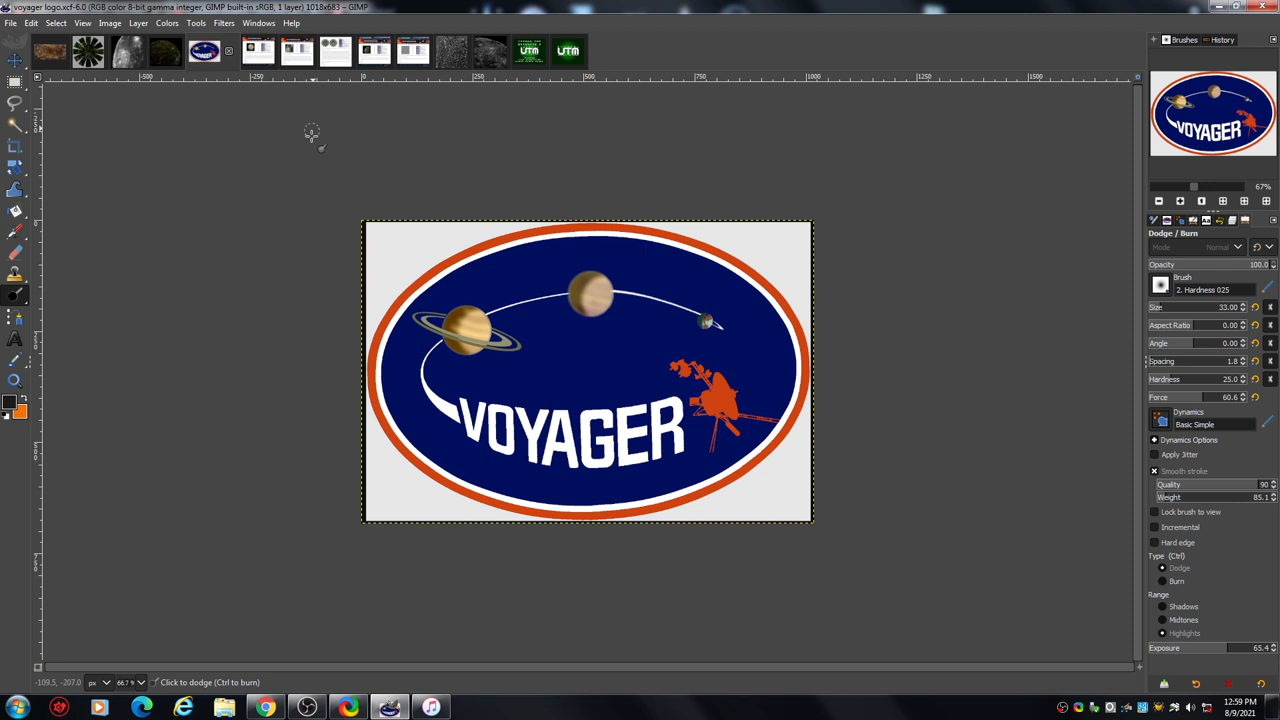 voyager logo.xcf-6.0 (RGB color 8-bit gamma integer, GIMP built-in sRGB, 1 layer) 1018x683 – GIMP
File Edit Select View Image Layer Colors Tools Filters Windows Help
UTM UTM
Brushes History
-500 -250 0 250 500 750 1000 1250 1500
VOYAGER
VOYAGER
67%
Dodge / Burn
Mode Normal
Opacity 100.0
Brush
2. Hardness 025
Size 33.00
Aspect Ratio 0.00
Angle 0.00
Spacing 1.8
Hardness 25.0
Force 60.6
Dynamics
Basic Simple
Dynamics Options
Apply Jitter
Smooth stroke
Quality 90
Weight 85.1
Lock brush to view
Incremental
Hard edge
Type (Ctrl)
Dodge
Burn
Range
Shadows
Midtones
Highlights
Exposure 65.4
-109.5, -207.0 px 66.7 % Click to dodge (Ctrl to burn)
12:59 PM
8/9/2021